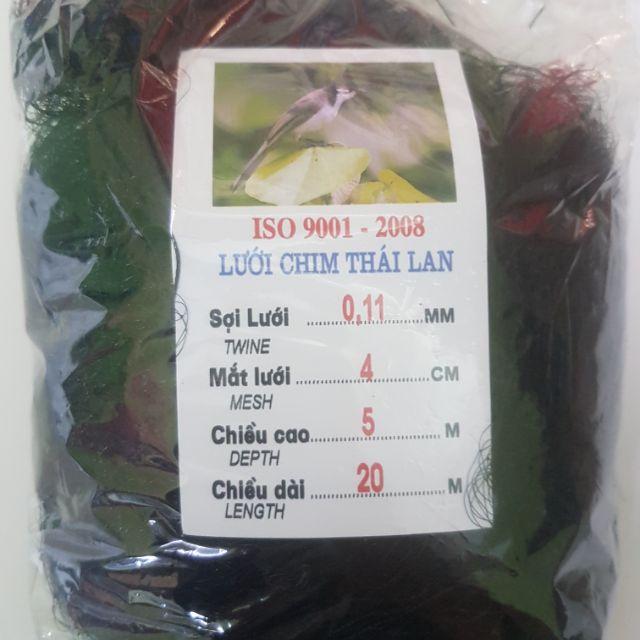 ISO 9001 - 2008
LƯỚI CHIM THÁI LAN
Sợi Lưới ........ 0,11 ........ MM
TWINE
Mắt lưới ........ 4 ........ CM
MESH
Chiều cao ........ 5 ........ M
DEPTH
Chiều dài ........ 20 ........ M
LENGTH